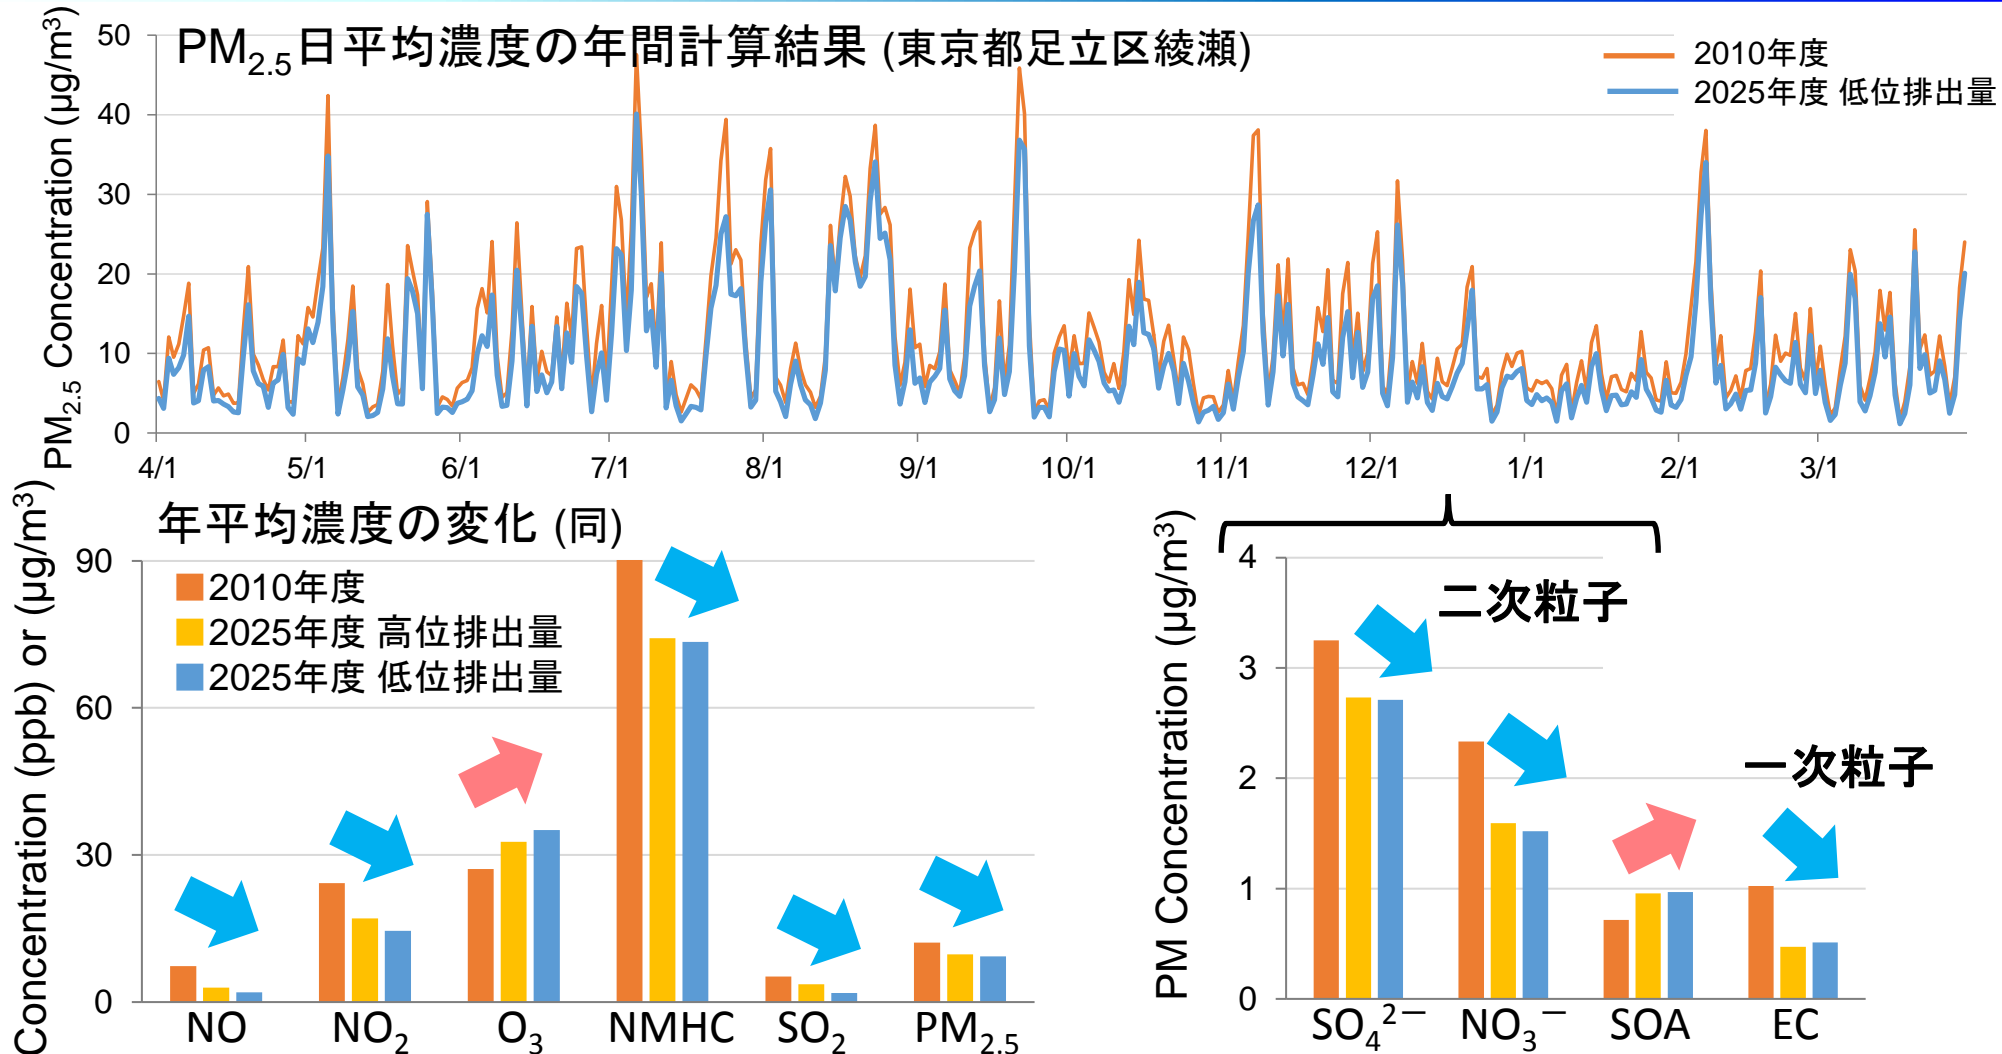 PM2.5日平均濃度の年間計算結果 (東京都足立区綾瀬)
2010年度
2025年度 低位排出量
PM2.5 Concentration (μg/m³)
50
40
30
20
10
0
4/1 5/1 6/1 7/1 8/1 9/1 10/1 11/1 12/1 1/1 2/1 3/1
年平均濃度の変化 (同)
Concentration (ppb) or (μg/m³)
90
60
30
0
2010年度
2025年度 高位排出量
2025年度 低位排出量
NO NO2 O3 NMHC SO2 PM2.5
PM Concentration (μg/m³)
4
3
2
1
0
二次粒子
一次粒子
SO4²⁻ NO3⁻ SOA EC